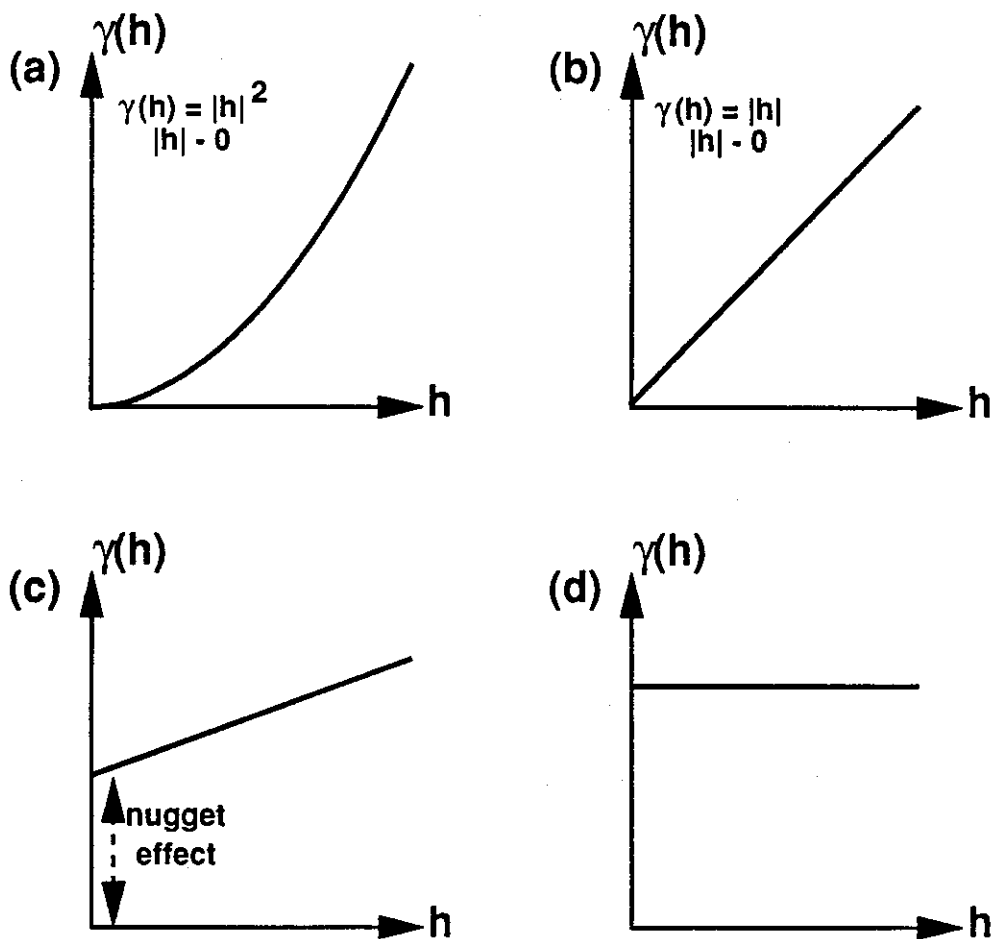 γ(h)
(a)
γ(h) = |h|²
|h| - 0
h
γ(h)
(b)
γ(h) = |h|
|h| - 0
h
γ(h)
(c)
nugget
effect
h
γ(h)
(d)
h